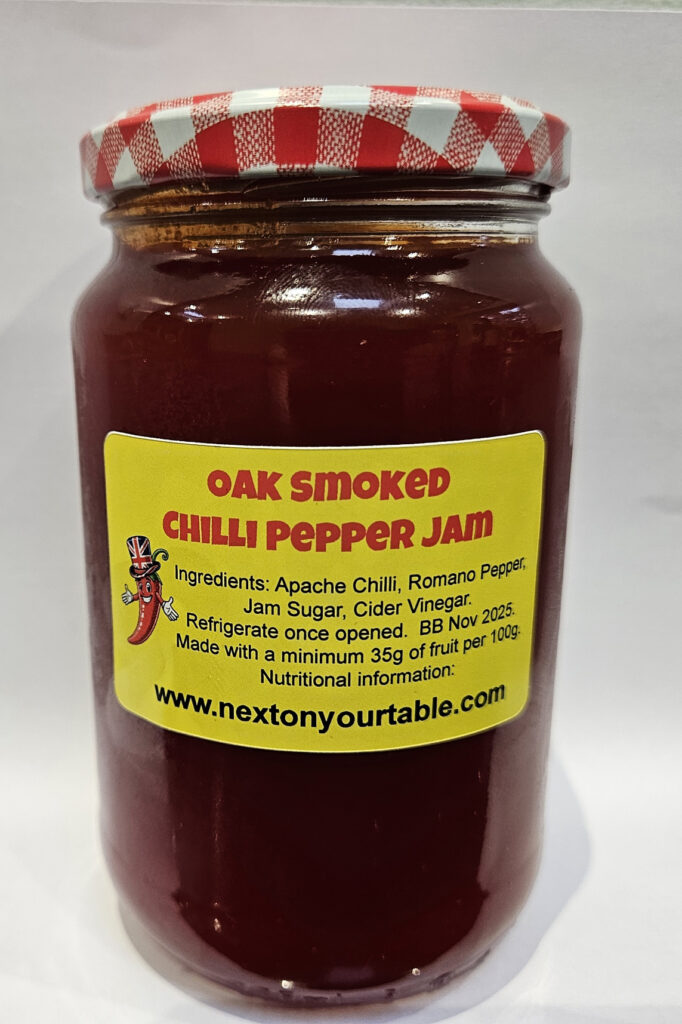 Oak Smoked
Chilli Pepper Jam
Ingredients: Apache Chilli, Romano Pepper,
Jam Sugar, Cider Vinegar.
Refrigerate once opened. BB Nov 2025.
Made with a minimum 35g of fruit per 100g.
Nutritional information:
www.nextonyourtable.com